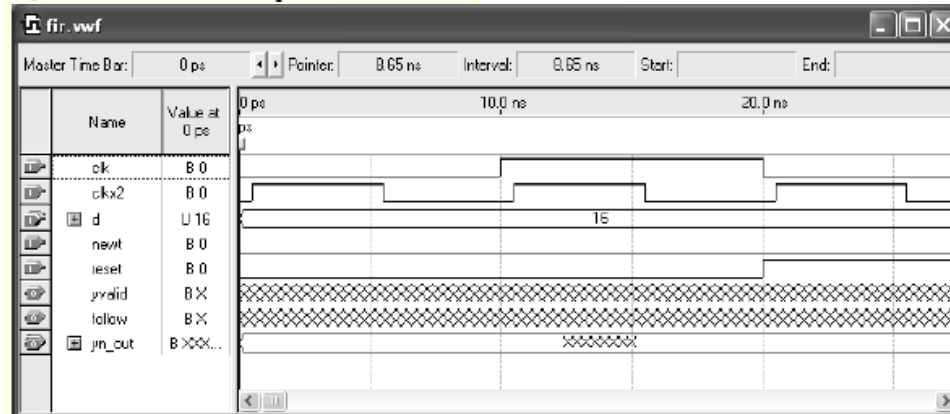 fir.vwf
Master Time Bar: 0 ps Pointer: 8.65 ns Interval: 8.65 ns Start: End:
Name Value at 0 ps 0 ps 10.0 ns 20.0 ns
ps
clk B 0
clkx2 B 0
d U 16 16
newt B 0
reset B 0
yvalid B X
follow B X
yn_out B XXX...